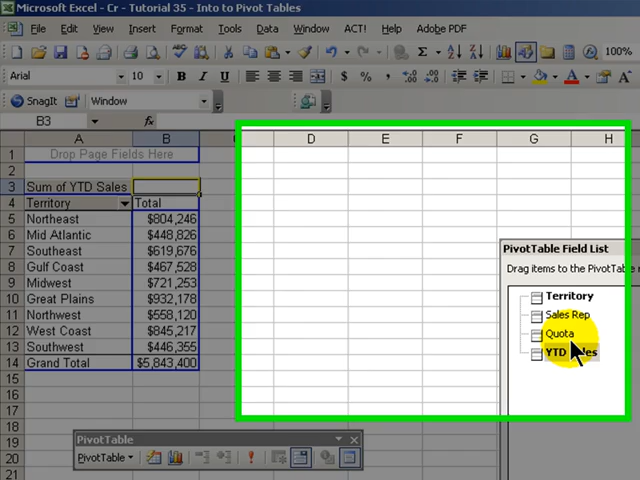 Microsoft Excel - Cr - Tutorial 35 - Into to Pivot Tables
File Edit View Insert Format Tools Data Window ACT! Help Adobe PDF
100%
Arial 10 B I U $ % ,
SnagIt Window
B3 fx
A B D E F G H
1 Drop Page Fields Here
2
3 Sum of YTD Sales
4 Territory Total
5 Northeast $804,246
6 Mid Atlantic $448,826
7 Southeast $619,676
8 Gulf Coast $467,528
9 Midwest $721,253
10 Great Plains $932,178
11 Northwest $558,120
12 West Coast $845,217
13 Southwest $446,355
14 Grand Total $5,843,400
15
16
17
18
19
20
21
PivotTable Field List
Drag items to the PivotTable
Territory
Sales Rep
Quota
YTD
PivotTable
PivotTable